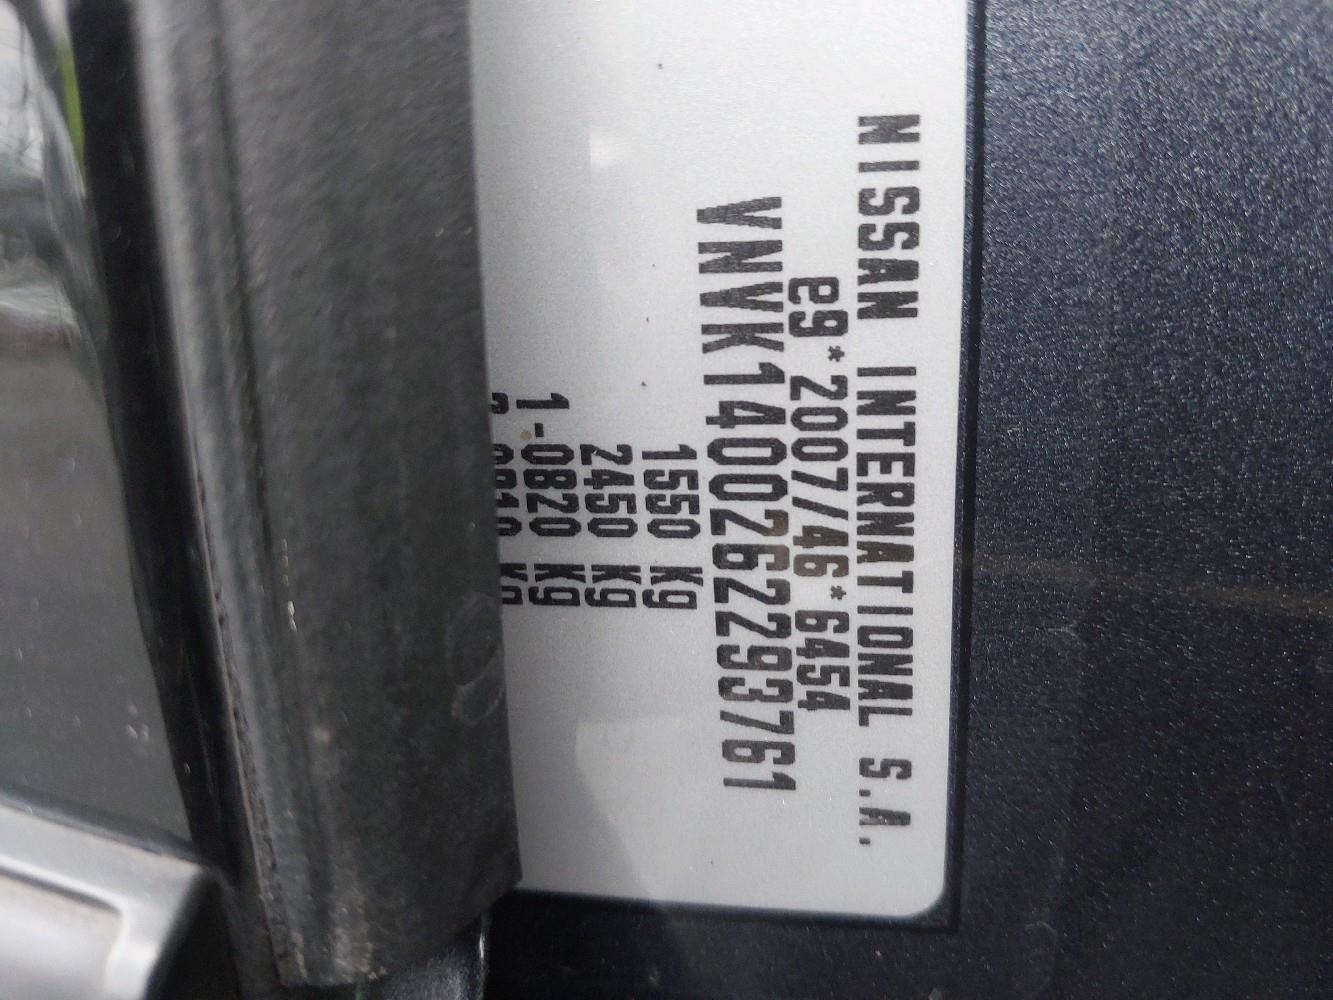 NISSAN INTERNATIONAL S.A.
e9*2007/46*6454
VNVK1400262293761
1550 kg
2450 kg
1-0820 kg